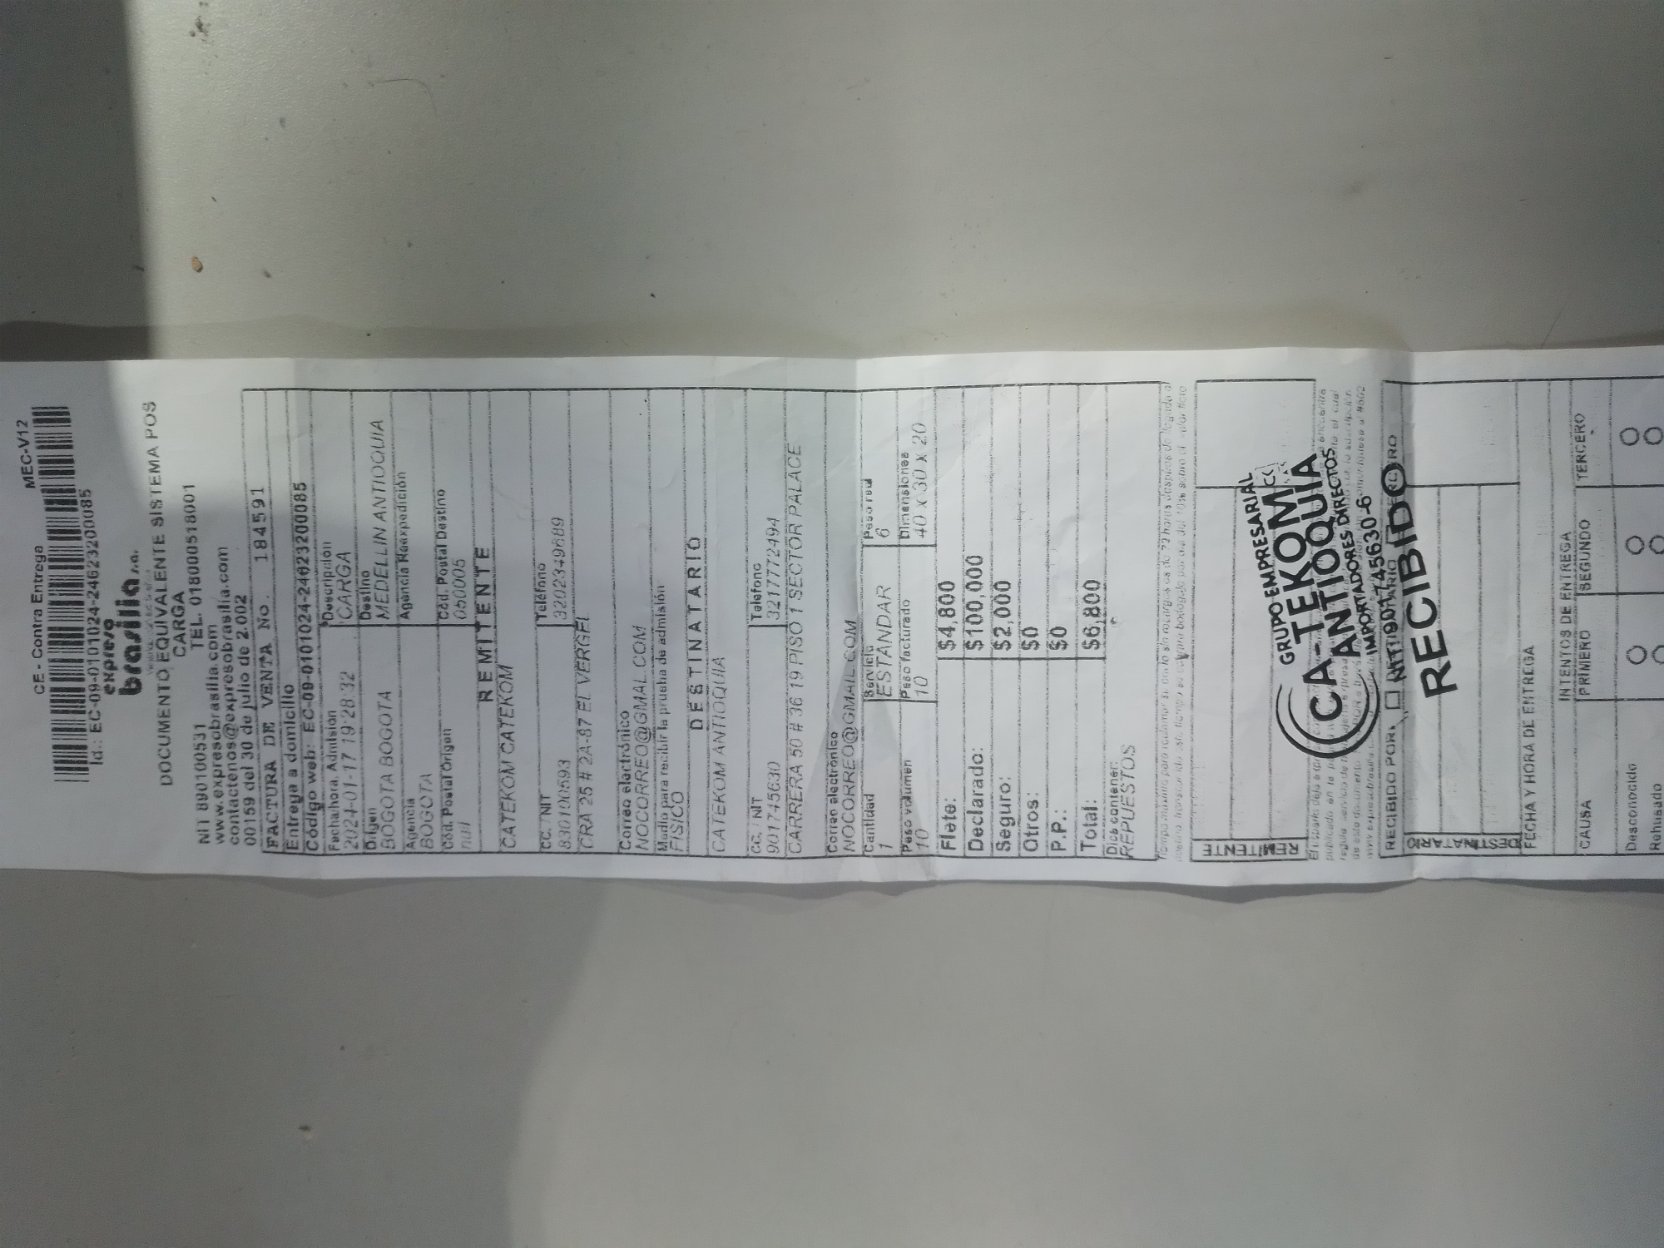 CE - Contra Entrega MEC-V12
Id.: EC-09-0101024-24623200085
expreso
brasilia s.a.
DOCUMENTO EQUIVALENTE SISTEMA POS
CARGA
NIT 890100531 TEL. 018000518001
www.expresobrasilia.com
contactenos@expresobrasilia.com
00159 del 30 de julio de 2.002
FACTURA DE VENTA No. 184591
Entrega a domicilio
Código web: EC-09-0101024-2462320085
Fecha/hora. Admisión Descripción
2024-01-17 19:28:32 CARGA
Origen Destino
BOGOTA BOGOTA MEDELLIN ANTIOQUIA
Agencia Agencia Reexpedición
BOGOTA
Cód. Postal Origen Cód. Postal Destino
null 050005
REMITENTE
CATEKOM CATEKOM
CC. / NIT Teléfono
830100593 3202349689
CRA 25 # 2A-87 EL VERGEL
Correo electrónico
NOCORREO@GMAL.COM
Medio para recibir la prueba de admisión
FISICO
DESTINATARIO
CATEKOM ANTIOQUIA
CC. / NIT Teléfono
901745630 3217772494
CARRERA 50 # 36 19 PISO 1 SECTOR PALACE
Correo electrónico
NOCORREO@GMAIL.COM
Cantidad Servicio Peso real
1 ESTANDAR 6
Peso volumen Peso facturado Dimensiones
10 10 40 x 30 x 20
Flete: $4,800
Declarado: $100,000
Seguro: $2,000
Otros: $0
P.P.: $0
Total: $6,800
Dice contener:
REPUESTOS
REMITENTE
GRUPO EMPRESARIAL
CA-TEKOM
ANTIOQUIA
IMPORTADORES DIRECTOS
NIT: 901.745630-6
RECIBIDO
RECIBIDO POR:
DESTINATARIO
FECHA Y HORA DE ENTREGA
INTENTOS DE ENTREGA
CAUSA PRIMERO SEGUNDO TERCERO
Desconocido
Rehusado